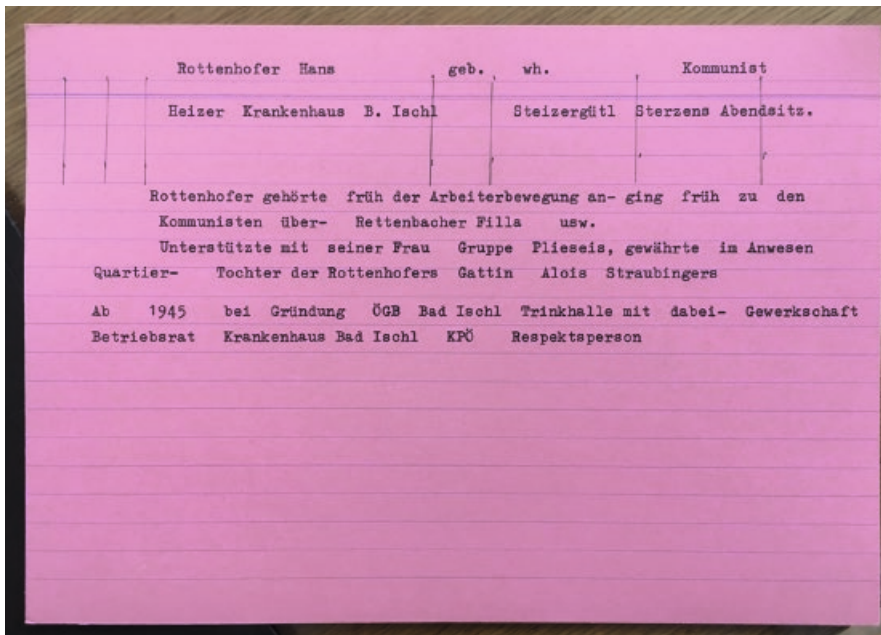 Rottenhofer Hans geb. wh. Kommunist
Heizer Krankenhaus B. Ischl Steizergütl Sterzens Abendsitz.
Rottenhofer gehörte früh der Arbeiterbewegung an- ging früh zu den
Kommunisten über- Rettenbacher Filla usw.
Unterstützte mit seiner Frau Gruppe Plieseis, gewährte im Anwesen
Quartier- Tochter der Rottenhofers Gattin Alois Straubingers
Ab 1945 bei Gründung ÖGB Bad Ischl Trinkhalle mit dabei- Gewerkschaft
Betriebsrat Krankenhaus Bad Ischl KPÖ Respektsperson